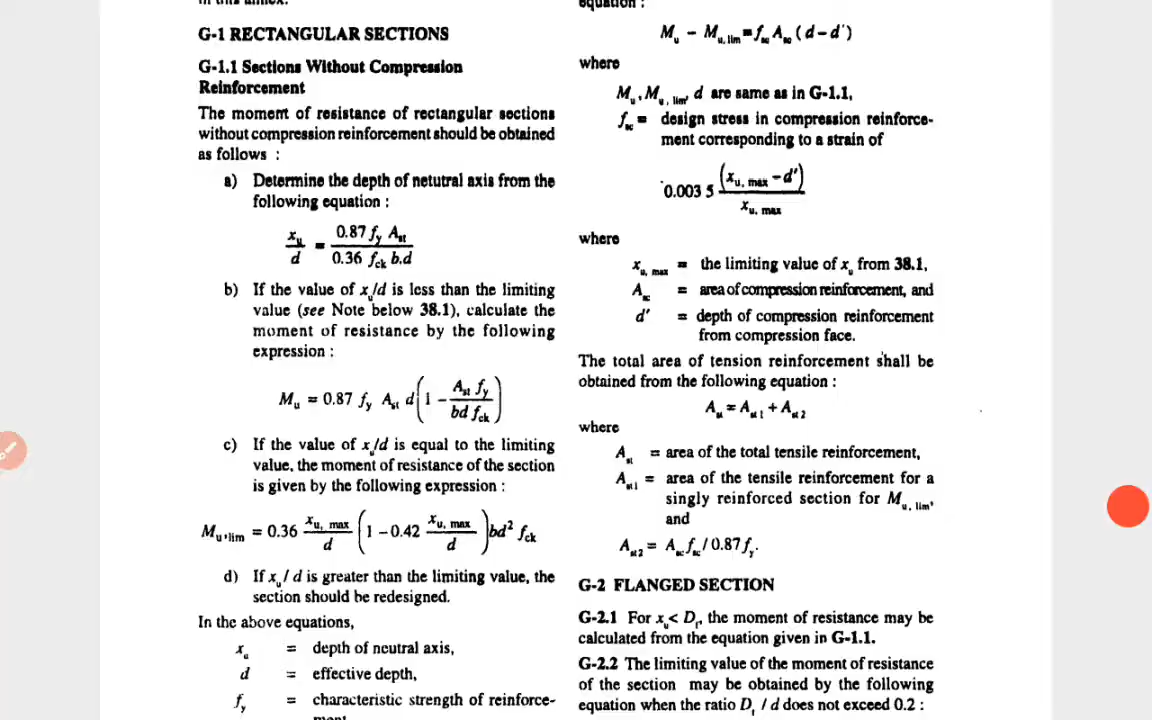 in this annex.
G-1 RECTANGULAR SECTIONS
G-1.1 Sections Without Compression
Reinforcement
The moment of resistance of rectangular sections
without compression reinforcement should be obtained
as follows :
a) Determine the depth of netutral axis from the
following equation :
x_u / d = 0.87 f_y A_st / 0.36 f_ck b.d
b) If the value of x_u/d is less than the limiting
value (see Note below 38.1), calculate the
moment of resistance by the following
expression :
M_u = 0.87 f_y A_st d (1 - A_st f_y / bd f_ck)
c) If the value of x_u/d is equal to the limiting
value, the moment of resistance of the section
is given by the following expression :
M_u,lim = 0.36 x_u, max / d (1 - 0.42 x_u, max / d) bd² f_ck
d) If x_u / d is greater than the limiting value, the
section should be redesigned.
In the above equations,
x_u = depth of neutral axis,
d = effective depth,
f_y = characteristic strength of reinforce-
ment
equation :
M_u - M_u, lim = f_sc A_sc (d - d')
where
M_u, M_u, lim, d are same as in G-1.1,
f_sc = design stress in compression reinforce-
ment corresponding to a strain of
0.003 5 (x_u, max - d') / x_u, max
where
x_u, max = the limiting value of x_u from 38.1,
A_sc = area of compression reinforcement, and
d' = depth of compression reinforcement
from compression face.
The total area of tension reinforcement shall be
obtained from the following equation :
A_st = A_st1 + A_st2
where
A_st = area of the total tensile reinforcement,
A_st1 = area of the tensile reinforcement for a
singly reinforced section for M_u, lim,
and
A_st2 = A_sc f_sc / 0.87 f_y.
G-2 FLANGED SECTION
G-2.1 For x_u < D_f, the moment of resistance may be
calculated from the equation given in G-1.1.
G-2.2 The limiting value of the moment of resistance
of the section may be obtained by the following
equation when the ratio D_f / d does not exceed 0.2 :